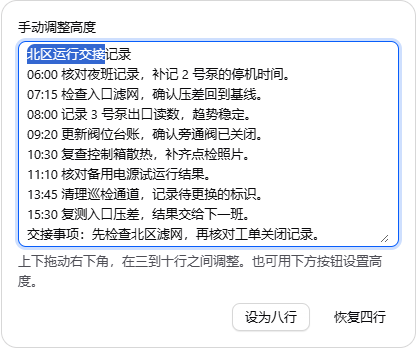 手动调整高度
北区运行交接记录
06:00 核对夜班记录，补记 2 号泵的停机时间。
07:15 检查入口滤网，确认压差回到基线。
08:00 记录 3 号泵出口读数，趋势稳定。
09:20 更新阀位台账，确认旁通阀已关闭。
10:30 复查控制箱散热，补齐点检照片。
11:10 核对备用电源试运行结果。
13:45 清理巡检通道，记录待更换的标识。
15:30 复测入口压差，结果交给下一班。
交接事项：先检查北区滤网，再核对工单关闭记录。
上下拖动右下角，在三到十行之间调整。也可用下方按钮设置高
度。
设为八行 恢复四行